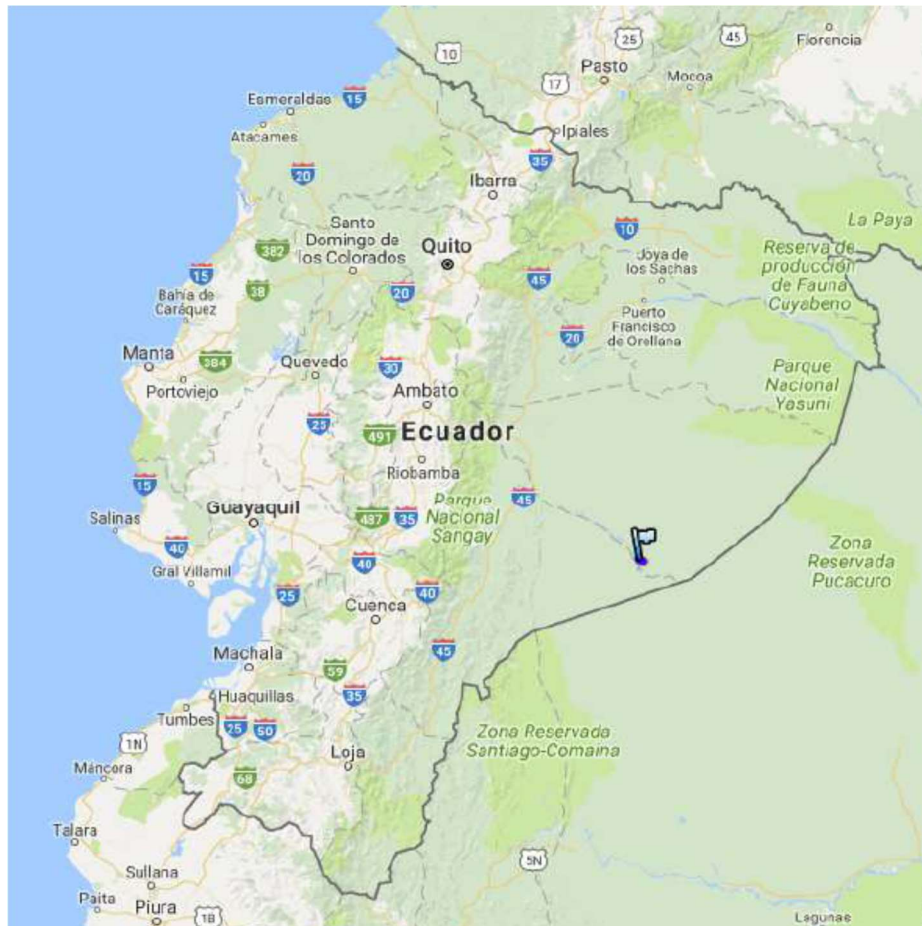 Florencia
25
45
10
Pasto
17
Mocoa
Esmeraldas
15
Atacames
Ipiales
35
20
Ibarra
La Paya
Santo
Domingo de
los Colorados
382
Quito
10
Joya de
los Sachas
Reserva de
producción
de Fauna
Cuyabeno
15
38
20
45
Bahía de
Caráquez
Puerto
Francisco
de Orellana
20
Manta
384
Quevedo
30
Parque
Nacional
Yasuni
Portoviejo
Ambato
25
491
Ecuador
Riobamba
15
45
Guayaquil
487
35
Parque
Nacional
Sangay
Salinas
40
40
Zona
Reservada
Pucacuro
Gral Villamil
25
40
Cuenca
Machala
59
45
Huaquillas
35
Tumbes
25
50
1N
Zona Reservada
Santiago-Comaina
Loja
68
Máncora
Talara
5N
Sullana
Paita
Piura
1B
Lagunas